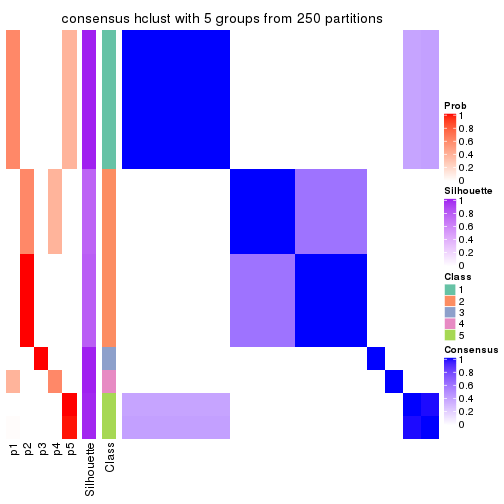 consensus hclust with 5 groups from 250 partitions
Prob
1
0.8
0.6
0.4
0.2
0
Silhouette
1
0.8
0.6
0.4
0.2
0
Class
1
2
3
4
5
Consensus
1
0.8
0.6
0.4
0.2
0
p1
p2
p3
p4
p5
Silhouette
Class